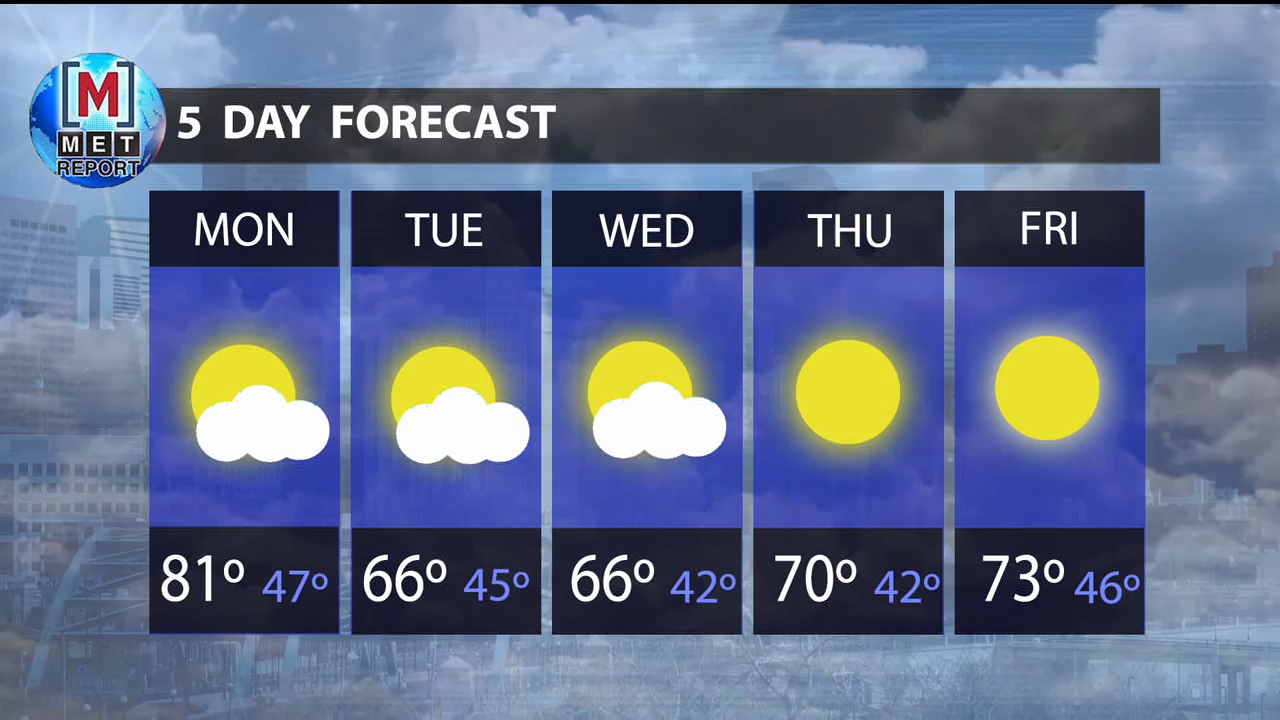 [M]
MET
REPORT
5 DAY FORECAST
MON TUE WED THU FRI
81º 47º 66º 45º 66º 42º 70º 42º 73º 46º